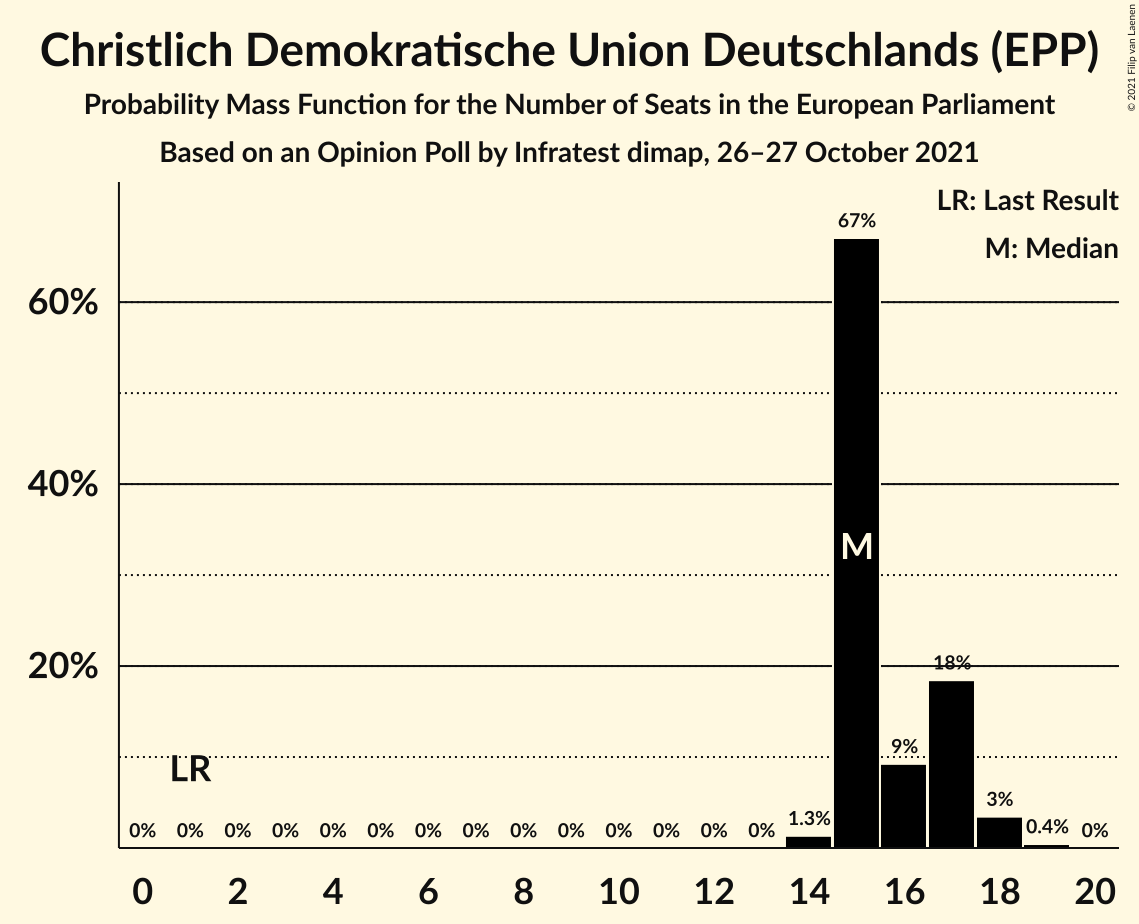 Christlich Demokratische Union Deutschlands (EPP)
Probability Mass Function for the Number of Seats in the European Parliament
Based on an Opinion Poll by Infratest dimap, 26–27 October 2021
© 2021 Filip van Laenen
LR: Last Result
M: Median
67%
60%
40%
M
20%
18%
9%
LR
3%
1.3%
0.4%
0% 0% 0% 0% 0% 0% 0% 0% 0% 0% 0% 0% 0% 0% 0%
0 2 4 6 8 10 12 14 16 18 20